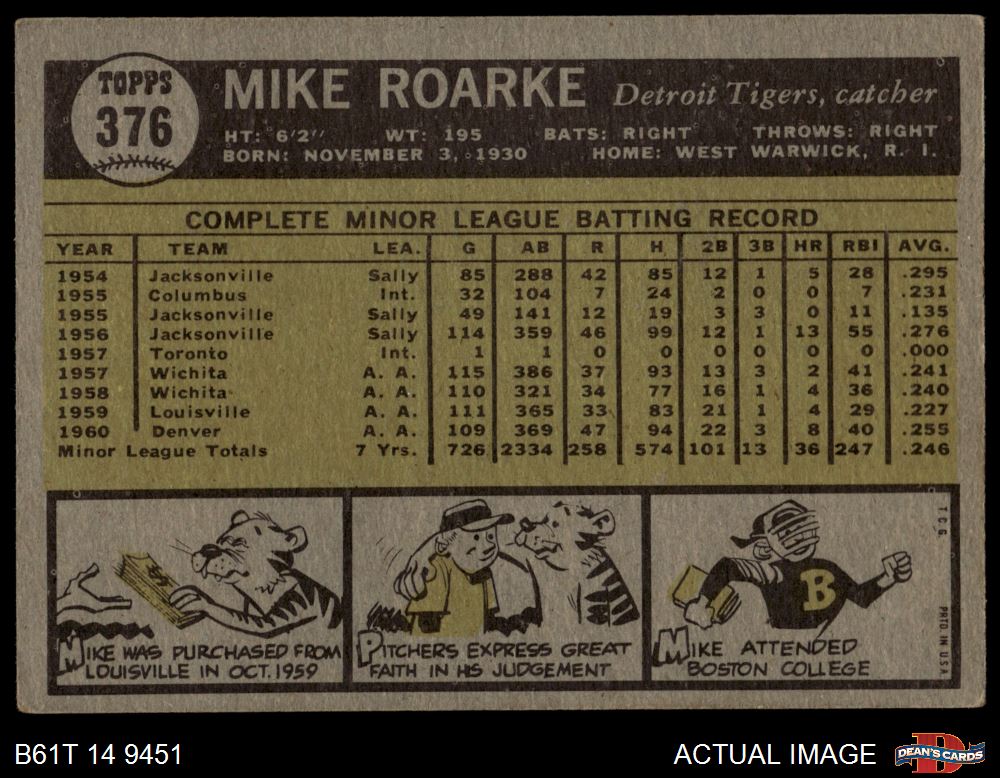 TOPPS
376
MIKE ROARKE Detroit Tigers, catcher
HT: 6'2" WT: 195 BATS: RIGHT THROWS: RIGHT
BORN: NOVEMBER 3, 1930 HOME: WEST WARWICK, R. I.
COMPLETE MINOR LEAGUE BATTING RECORD
YEAR TEAM LEA. G AB R H 2B 3B HR RBI AVG.
1954 Jacksonville Sally 85 288 42 85 12 1 5 28 .295
1955 Columbus Int. 32 104 7 24 2 0 0 7 .231
1955 Jacksonville Sally 49 141 12 19 3 3 0 11 .135
1956 Jacksonville Sally 114 359 46 99 12 1 13 55 .276
1957 Toronto Int. 1 1 0 0 0 0 0 0 .000
1957 Wichita A. A. 115 386 37 93 13 3 2 41 .241
1958 Wichita A. A. 110 321 34 77 16 1 4 36 .240
1959 Louisville A. A. 111 365 33 83 21 1 4 29 .227
1960 Denver A. A. 109 369 47 94 22 3 8 40 .255
Minor League Totals 7 Yrs. 726 2334 258 574 101 13 36 247 .246
MIKE WAS PURCHASED FROM
LOUISVILLE IN OCT. 1959
PITCHERS EXPRESS GREAT
FAITH IN HIS JUDGEMENT
B
MIKE ATTENDED
BOSTON COLLEGE
T.C.G. PRTD IN U.S.A.
B61T 14 9451
ACTUAL IMAGE
D
DEAN'S CARDS